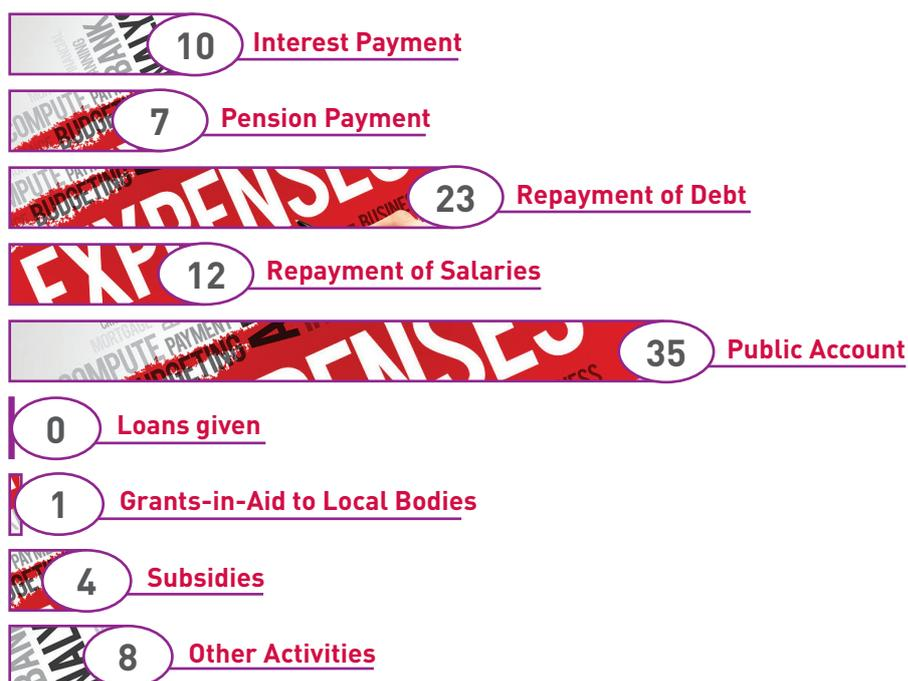 10 Interest Payment
7 Pension Payment
23 Repayment of Debt
12 Repayment of Salaries
35 Public Account
0 Loans given
1 Grants-in-Aid to Local Bodies
4 Subsidies
8 Other Activities